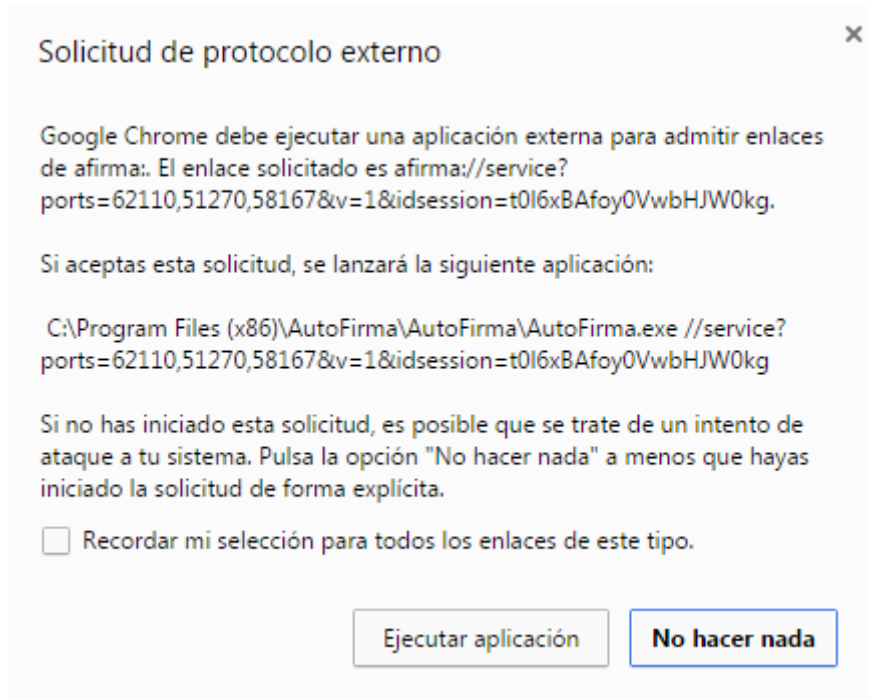 Solicitud de protocolo externo
Google Chrome debe ejecutar una aplicación externa para admitir enlaces
de afirma:. El enlace solicitado es afirma://service?
ports=62110,51270,58167&v=1&idsession=t0I6xBAfoy0VwbHJW0kg.
Si aceptas esta solicitud, se lanzará la siguiente aplicación:
C:\Program Files (x86)\AutoFirma\AutoFirma\AutoFirma.exe //service?
ports=62110,51270,58167&v=1&idsession=t0I6xBAfoy0VwbHJW0kg
Si no has iniciado esta solicitud, es posible que se trate de un intento de
ataque a tu sistema. Pulsa la opción "No hacer nada" a menos que hayas
iniciado la solicitud de forma explícita.
Recordar mi selección para todos los enlaces de este tipo.
Ejecutar aplicación
No hacer nada